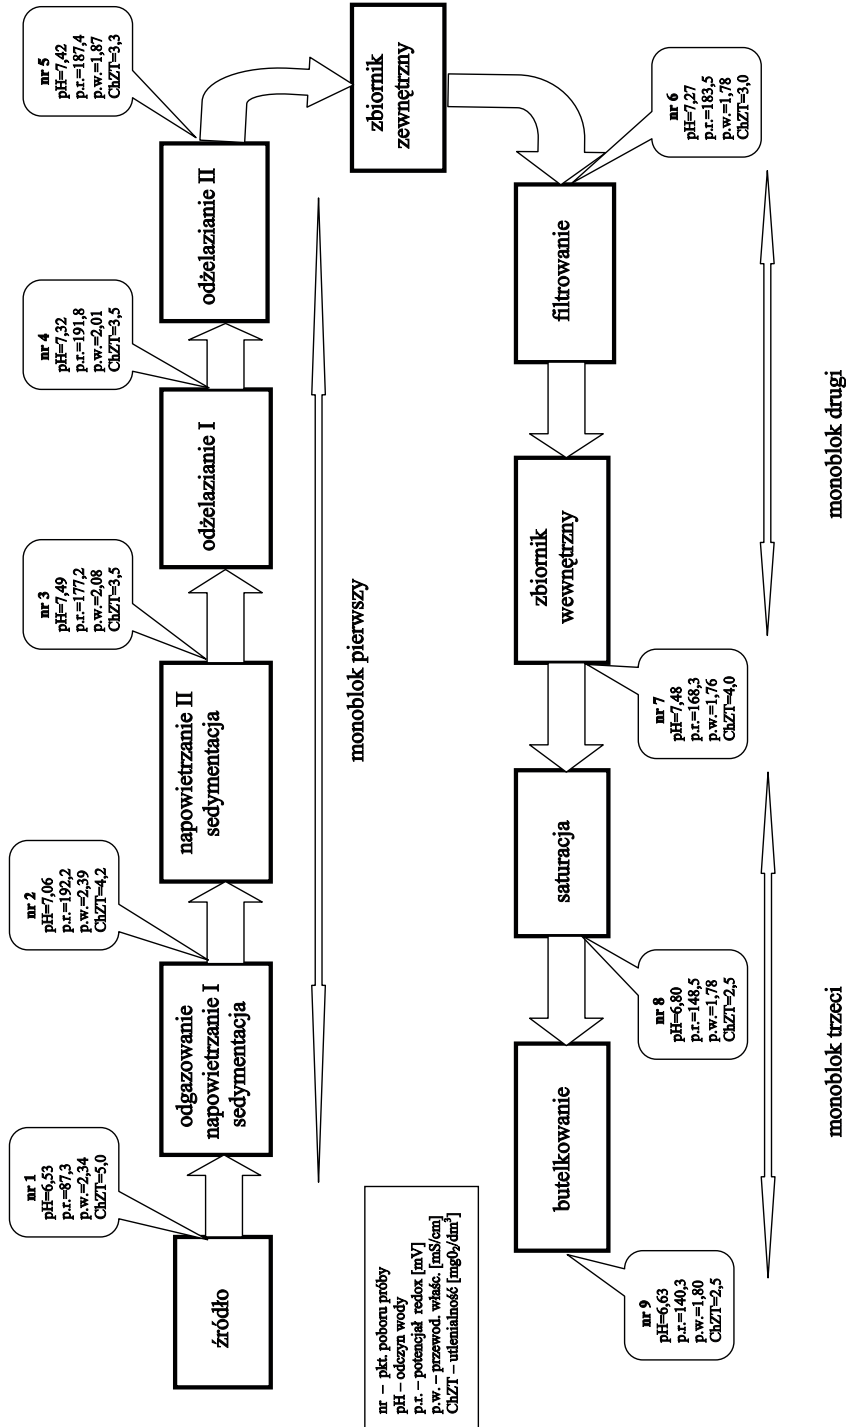 nr 1
pH=6,53
p.r.=87,3
p.w.=2,34
ChZT=5,0
nr 2
pH=7,06
p.r.=192,2
p.w.=2,39
ChZT=4,2
nr 3
pH=7,49
p.r.=177,2
p.w.=2,08
ChZT=3,5
nr 4
pH=7,32
p.r.=191,8
p.w.=2,01
ChZT=3,5
nr 5
pH=7,42
p.r.=187,4
p.w.=1,87
ChZT=3,3
źródło
odgazowanie
napowietrzanie I
sedymentacja
napowietrzanie II
sedymentacja
odżelazianie I
odżelazianie II
monoblok pierwszy
zbiornik
zewnętrzny
nr – pkt. poboru próby
pH – odczyn wody
p.r. – potencjał redox [mV]
p.w. – przewod. właśc. [mS/cm]
ChZT – utlenialność [mg0₂/dm³]
butelkowanie
saturacja
zbiornik
wewnętrzny
filtrowanie
nr 9
pH=6,63
p.r.=140,3
p.w.=1,80
ChZT=2,5
nr 8
pH=6,80
p.r.=148,5
p.w.=1,78
ChZT=2,5
nr 7
pH=7,48
p.r.=168,3
p.w.=1,76
ChZT=4,0
nr 6
pH=7,27
p.r.=183,5
p.w.=1,78
ChZT=3,0
monoblok trzeci
monoblok drugi